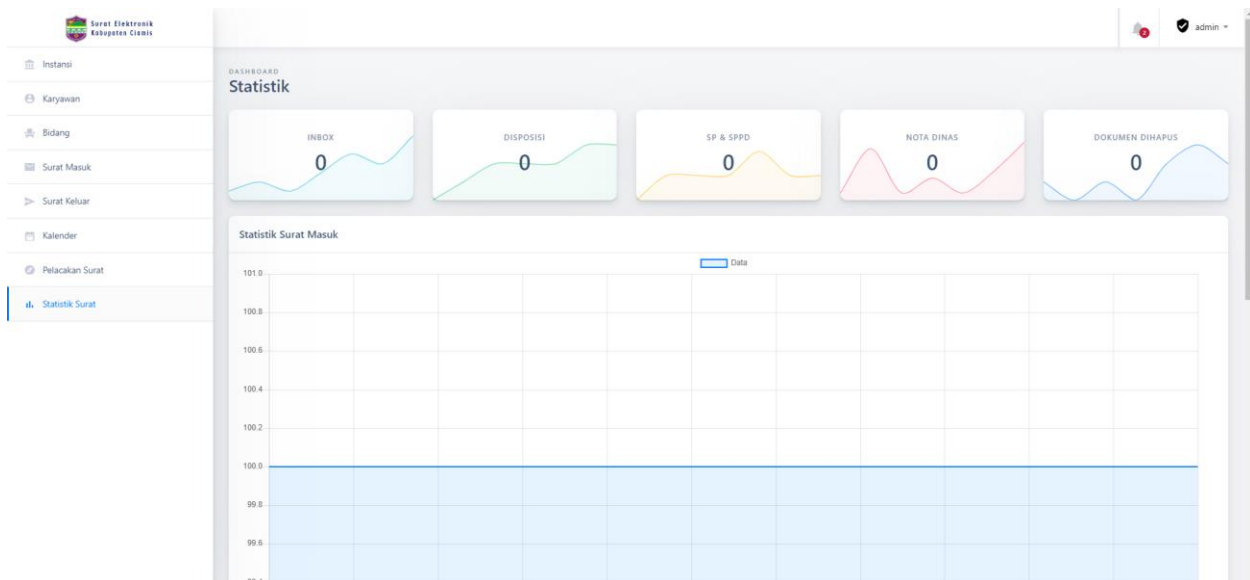 Surat Elektronik
Kabupaten Ciamis
2
admin
Instansi
Karyawan
Bidang
Surat Masuk
Surat Keluar
Kalender
Pelacakan Surat
Statistik Surat
DASHBOARD
Statistik
INBOX
0
DISPOSISI
0
SP & SPPD
0
NOTA DINAS
0
DOKUMEN DIHAPUS
0
Statistik Surat Masuk
Data
101.0
100.8
100.6
100.4
100.2
100.0
99.8
99.6